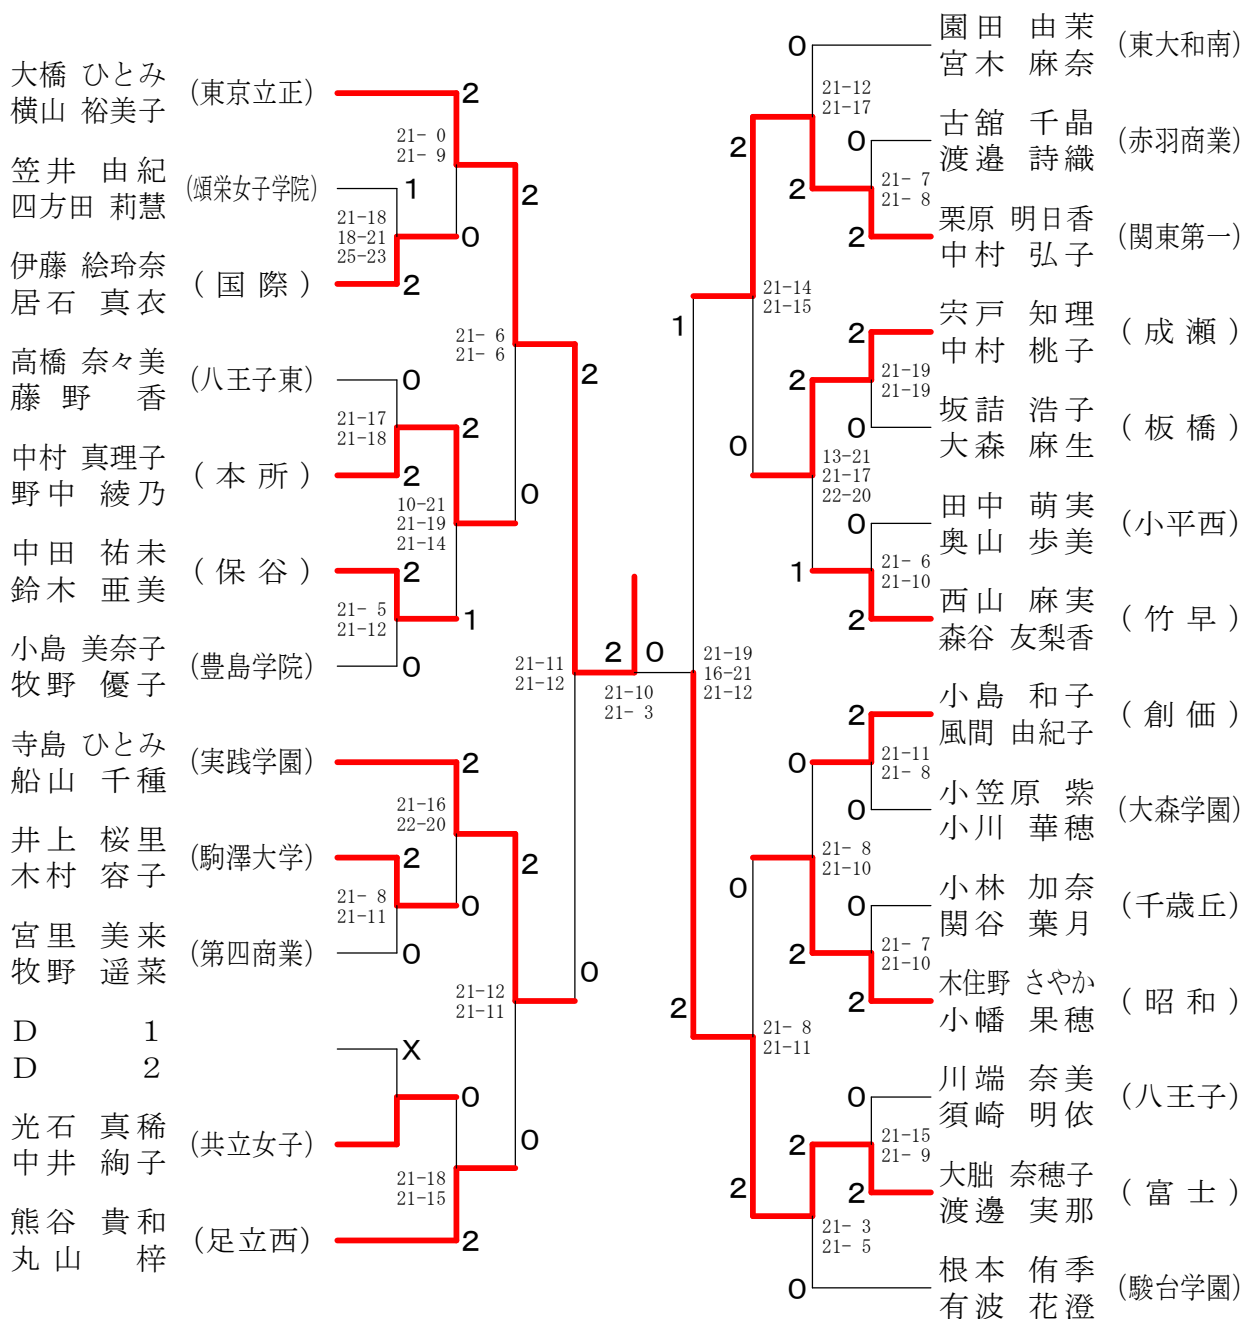 大橋 ひとみ
横山 裕美子
(東京立正)
2
21- 0
21- 9
笠井 由紀
四方田 莉慧
(頌栄女子学院)
1
21-18
18-21
25-23
0
2
伊藤 絵玲奈
居石 真衣
(国際)
2
21- 6
21- 6
2
高橋 奈々美
藤野 香
(八王子東)
0
21-17
21-18
2
中村 真理子
野中 綾乃
(本所)
2
10-21
21-19
21-14
0
中田 祐未
鈴木 亜美
(保谷)
2
21- 5
21-12
1
小島 美奈子
牧野 優子
(豊島学院)
0
21-11
21-12
2
0
21-10
21- 3
寺島 ひとみ
船山 千種
(実践学園)
2
21-16
22-20
井上 桜里
木村 容子
(駒澤大学)
2
21- 8
21-11
0
2
宮里 美来
牧野 遥菜
(第四商業)
0
21-12
21-11
0
D 1
D 2
X
0
光石 真稀
中井 絢子
(共立女子)
21-18
21-15
0
熊谷 貴和
丸山 梓
(足立西)
2
園田 由茉
宮木 麻奈
(東大和南)
0
21-12
21-17
古舘 千晶
渡邉 詩織
(赤羽商業)
0
2
21- 7
21- 8
2
栗原 明日香
中村 弘子
(関東第一)
2
21-14
21-15
1
宍戸 知理
中村 桃子
(成瀬)
2
21-19
21-19
2
坂詰 浩子
大森 麻生
(板橋)
0
0
13-21
21-17
22-20
田中 萌実
奥山 歩美
(小平西)
0
21- 6
21-10
1
西山 麻実
森谷 友梨香
(竹早)
2
21-19
16-21
21-12
小島 和子
風間 由紀子
(創価)
2
21-11
21- 8
0
小笠原 紫
小川 華穂
(大森学園)
0
21- 8
21-10
0
小林 加奈
関谷 葉月
(千歳丘)
0
21- 7
21-10
2
木住野 さやか
小幡 果穂
(昭和)
2
2
21- 8
21-11
川端 奈美
須崎 明依
(八王子)
0
21-15
21- 9
2
大朏 奈穂子
渡邊 実那
(富士)
2
2
21- 3
21- 5
根本 侑季
有波 花澄
(駿台学園)
0